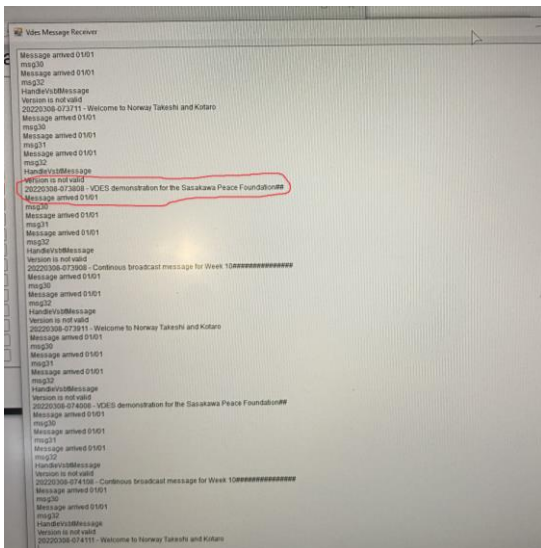 Vdes Message Receiver
Message arrived 01/01
msg30
Message arrived 01/01
msg32
HandleVsbtMessage
Version is not valid
20220308-073711 - Welcome to Norway Takeshi and Kotaro
Message arrived 01/01
msg30
Message arrived 01/01
msg31
Message arrived 01/01
msg32
HandleVsbtMessage
Version is not valid
20220308-073808 - VDES demonstration for the Sasakawa Peace Foundation##
Message arrived 01/01
msg30
Message arrived 01/01
msg31
Message arrived 01/01
msg32
HandleVsbtMessage
Version is not valid
20220308-073908 - Continous broadcast message for Week 10###############
Message arrived 01/01
msg30
Message arrived 01/01
msg32
HandleVsbtMessage
Version is not valid
20220308-073911 - Welcome to Norway Takeshi and Kotaro
Message arrived 01/01
msg30
Message arrived 01/01
msg31
Message arrived 01/01
msg32
HandleVsbtMessage
Version is not valid
20220308-074008 - VDES demonstration for the Sasakawa Peace Foundation##
Message arrived 01/01
msg30
Message arrived 01/01
msg31
Message arrived 01/01
msg32
HandleVsbtMessage
Version is not valid
20220308-074108 - Continous broadcast message for Week 10###############
Message arrived 01/01
msg30
Message arrived 01/01
msg32
HandleVsbtMessage
Version is not valid
20220308-074111 - Welcome to Norway Takeshi and Kotaro